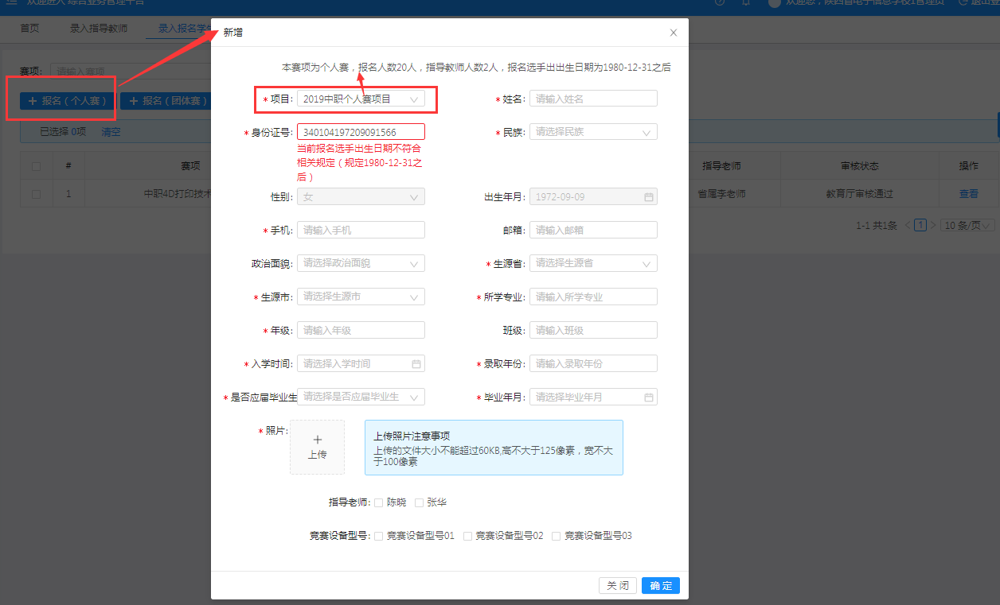 欢迎进入 综合业务管理平台
欢迎您，陕西省电子信息学校1管理员
首页
录入指导教师
录入报名学生
赛项:
请输入赛项
+ 报名（个人赛）
+ 报名（团体赛）
已选择 0项
清空
#
赛项
指导老师
审核状态
操作
1
中职4D打印技术
省属李老师
教育厅审核通过
查看
1-1 共1条
1
10 条/页
新增
本赛项为个人赛，报名人数20人，指导教师人数2人，报名选手出出生日期为1980-12-31之后
* 项目: 2019中职个人赛项目
* 姓名: 请输入姓名
* 身份证号: 340104197209091566
* 民族: 请选择民族
当前报名选手出生日期不符合
相关规定（规定1980-12-31之
后）
性别: 女
出生年月: 1972-09-09
* 手机: 请输入手机
邮箱: 请输入邮箱
政治面貌: 请选择政治面貌
* 生源省: 请选择生源省
* 生源市: 请选择生源市
* 所学专业: 请输入所学专业
* 年级: 请输入年级
班级: 请输入班级
* 入学时间: 请选择入学时间
* 录取年份: 请输入录取年份
* 是否应届毕业生 请选择是否应届毕业生
* 毕业年月: 请选择毕业年月
* 照片:
+
上传
上传照片注意事项
上传的文件大小不能超过60KB,高不大于125像素，宽不大
于100像素
指导老师: 陈晓 张华
竞赛设备型号: 竞赛设备型号01 竞赛设备型号02 竞赛设备型号03
关 闭
确 定